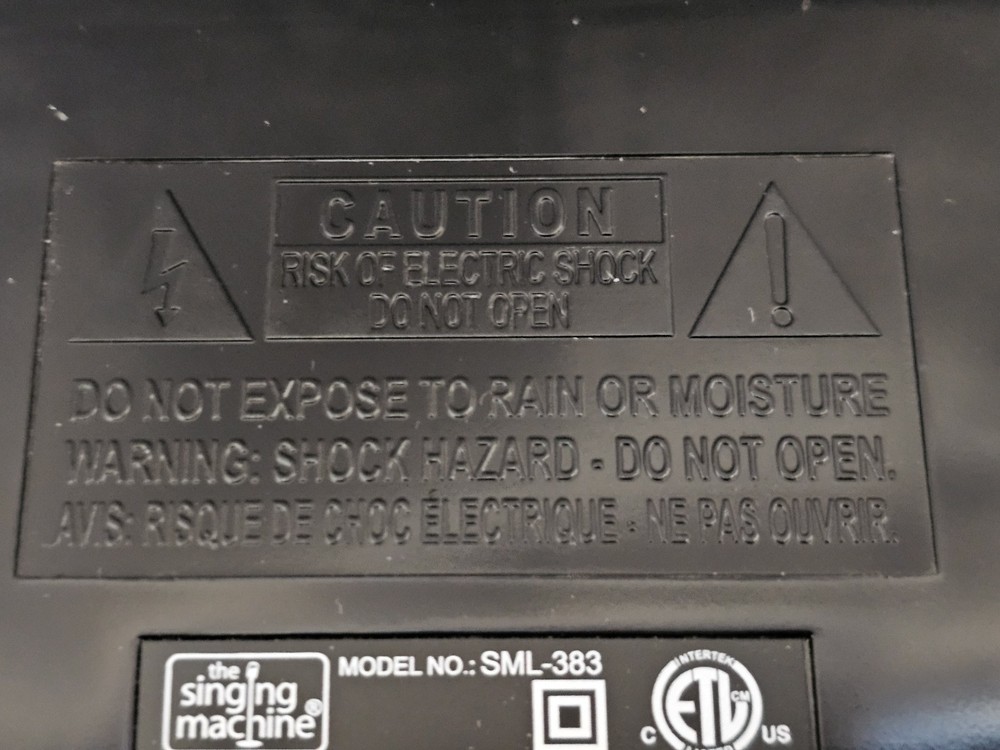 CAUTION
RISK OF ELECTRIC SHOCK
DO NOT OPEN
DO NOT EXPOSE TO RAIN OR MOISTURE
WARNING: SHOCK HAZARD - DO NOT OPEN.
AVIS: RISQUE DE CHOC ÉLECTRIQUE - NE PAS OUVRIR.
the
singing
machine®
MODEL NO.: SML-383
INTERTEK
ETL CM
C US
LISTED